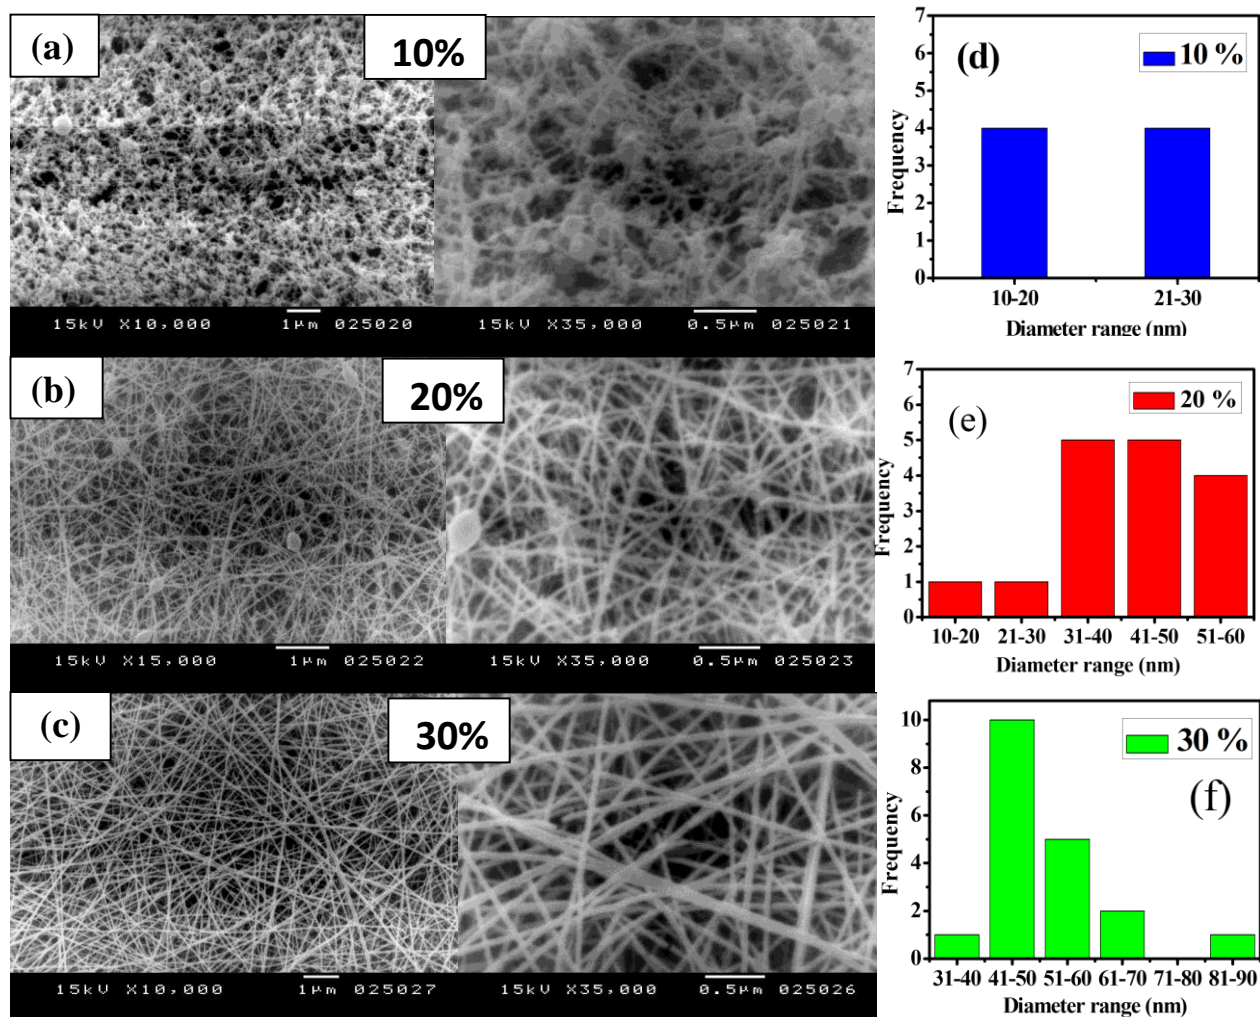 (a)
10%
15kV X10,000 1µm 025020
15kV X35,000 0.5µm 025021
(d)
10 %
Frequency
7
6
5
4
3
2
1
0
10-20 21-30
Diameter range (nm)
(b)
20%
15kV X15,000 1µm 025022
15kV X35,000 0.5µm 025023
(e)
20 %
Frequency
7
6
5
4
3
2
1
0
10-20 21-30 31-40 41-50 51-60
Diameter range (nm)
(c)
30%
15kV X10,000 1µm 025027
15kV X35,000 0.5µm 025026
30 %
(f)
Frequency
10
8
6
4
2
0
31-40 41-50 51-60 61-70 71-80 81-90
Diameter range (nm)